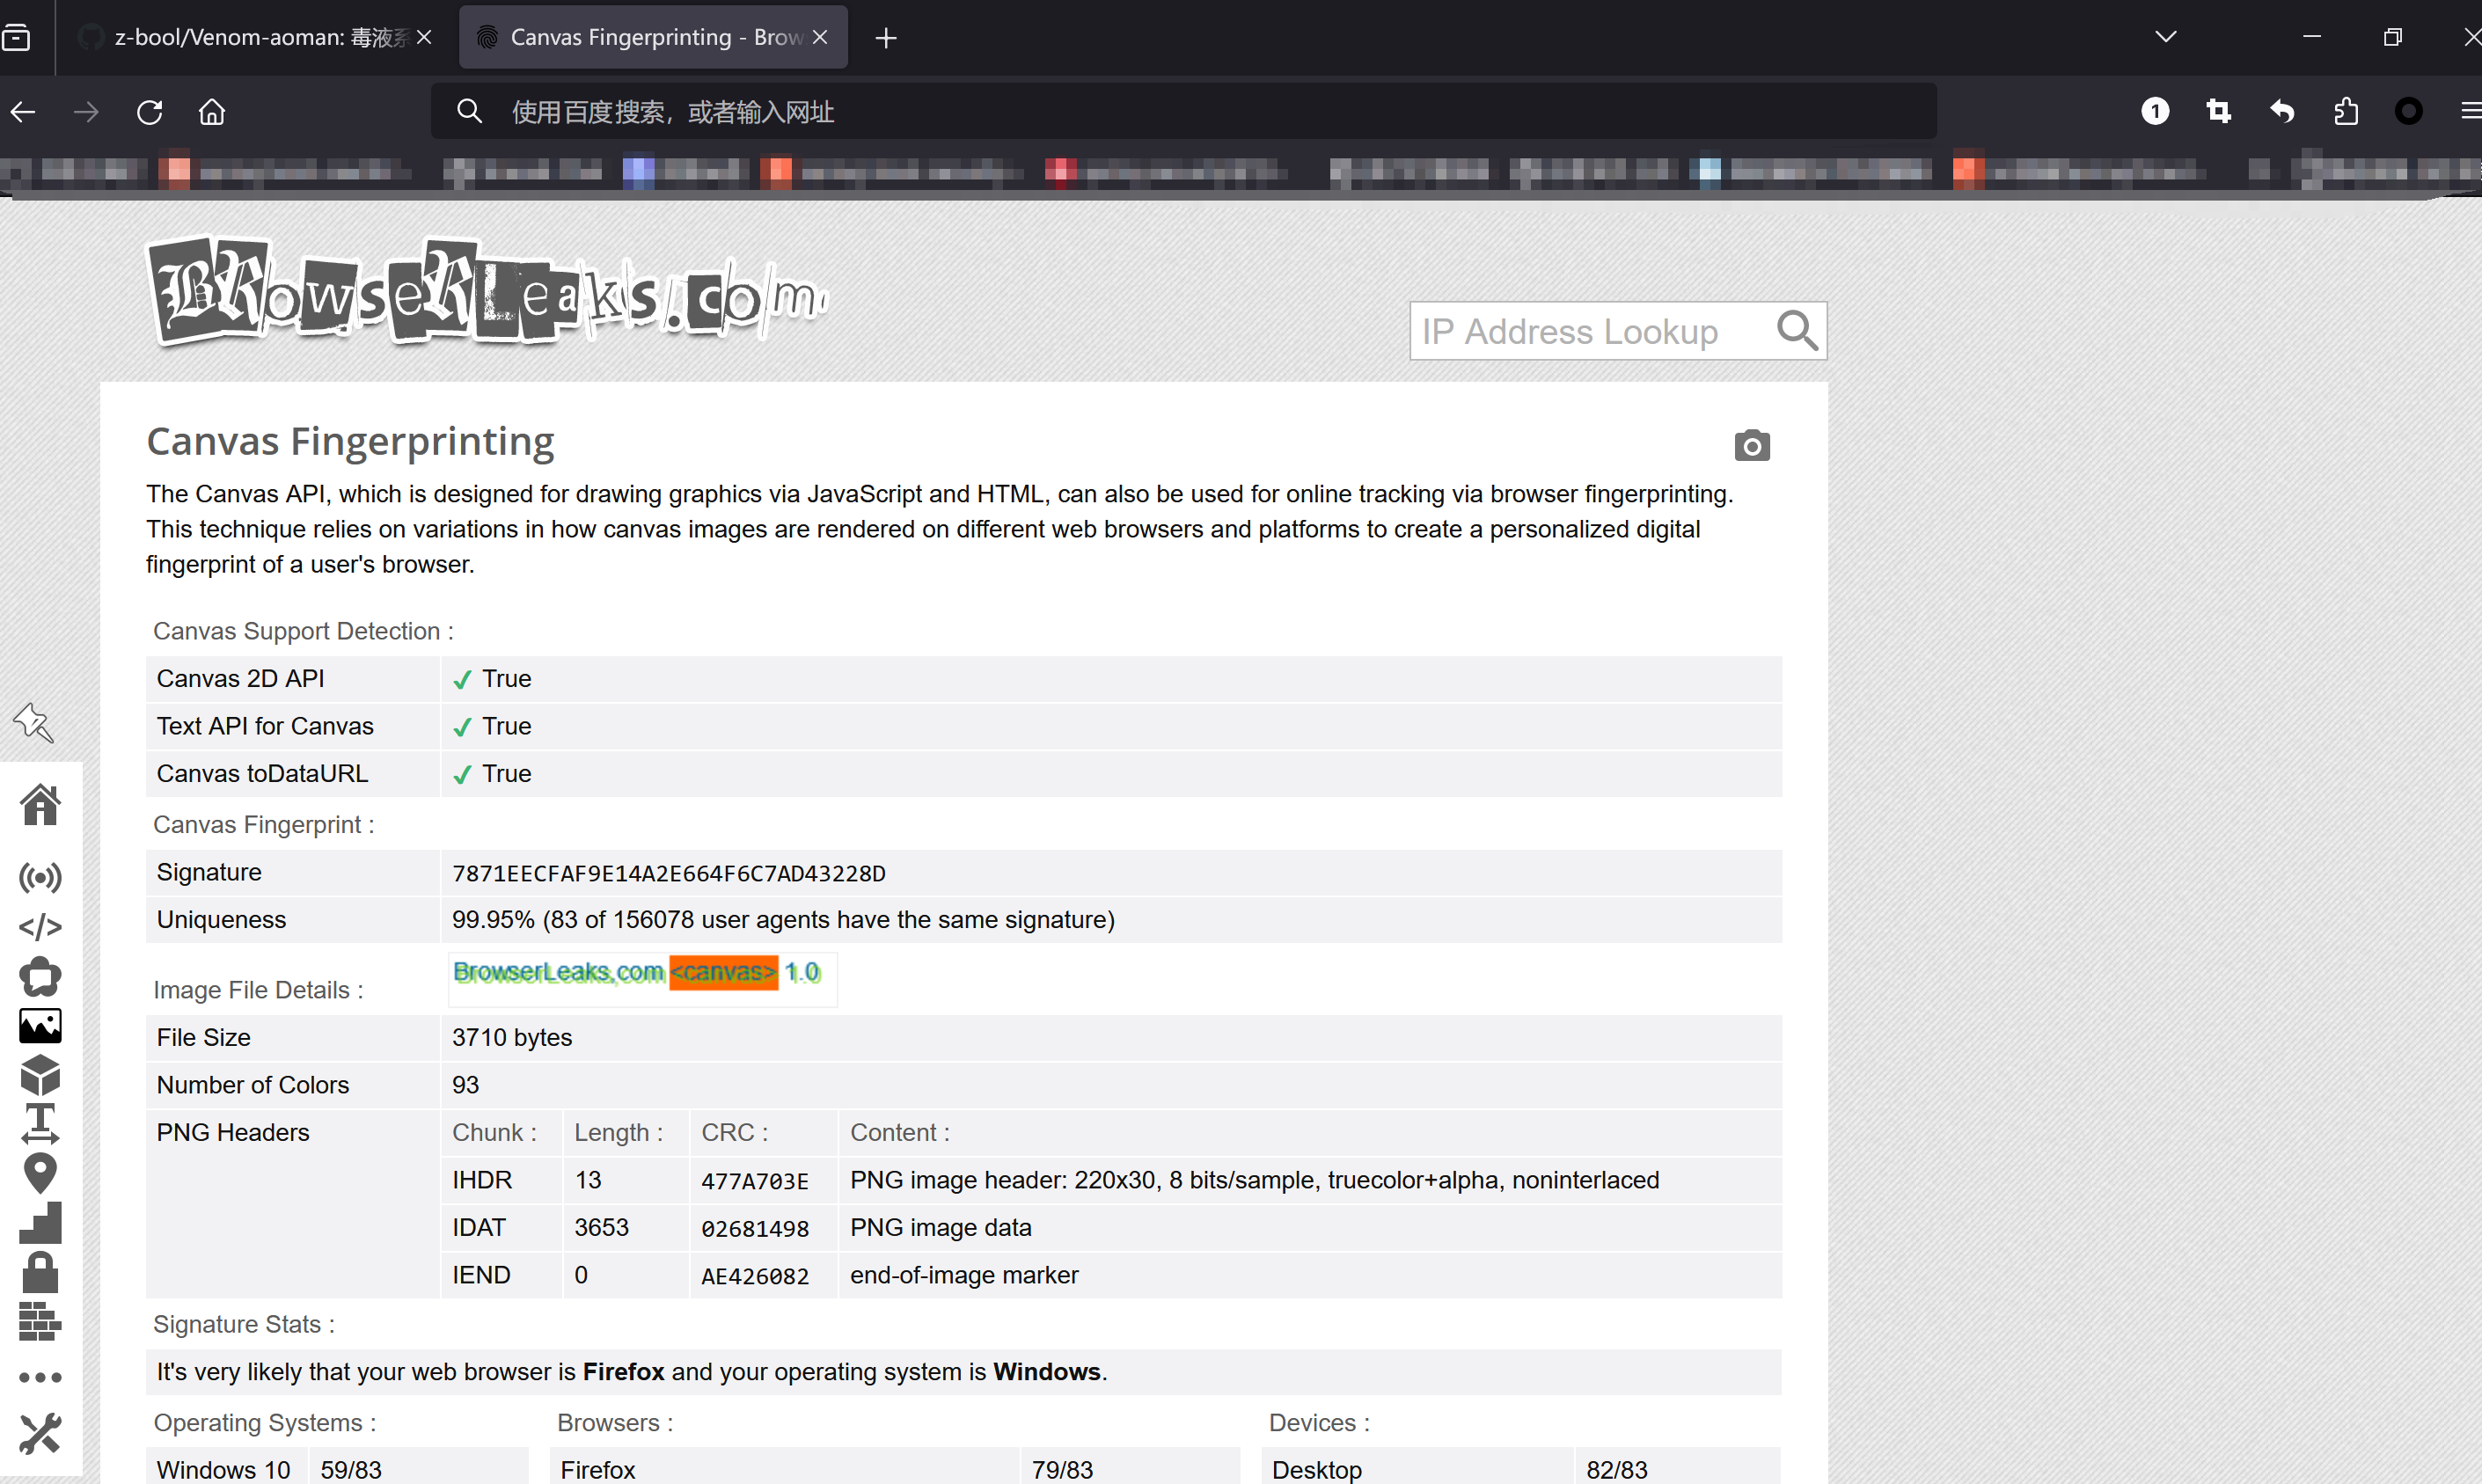 z-bool/Venom-aoman: 毒液系
Canvas Fingerprinting - Brow
使用百度搜索，或者输入网址
BRowseRLeaks.com
IP Address Lookup
Canvas Fingerprinting
The Canvas API, which is designed for drawing graphics via JavaScript and HTML, can also be used for online tracking via browser fingerprinting.
This technique relies on variations in how canvas images are rendered on different web browsers and platforms to create a personalized digital
fingerprint of a user's browser.
Canvas Support Detection :
Canvas 2D API ✔ True
Text API for Canvas ✔ True
Canvas toDataURL ✔ True
Canvas Fingerprint :
Signature 7871EECFAF9E14A2E664F6C7AD43228D
Uniqueness 99.95% (83 of 156078 user agents have the same signature)
Image File Details : BrowserLeaks,com <canvas> 1.0
File Size 3710 bytes
Number of Colors 93
PNG Headers Chunk : Length : CRC : Content :
IHDR 13 477A703E PNG image header: 220x30, 8 bits/sample, truecolor+alpha, noninterlaced
IDAT 3653 02681498 PNG image data
IEND 0 AE426082 end-of-image marker
Signature Stats :
It's very likely that your web browser is Firefox and your operating system is Windows.
Operating Systems : Browsers : Devices :
Windows 10 59/83 Firefox 79/83 Desktop 82/83